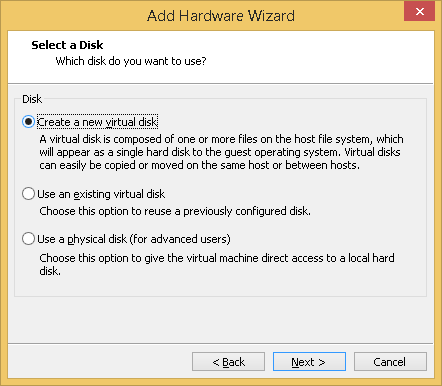 Add Hardware Wizard
Select a Disk
Which disk do you want to use?
Disk
Create a new virtual disk
A virtual disk is composed of one or more files on the host file system, which
will appear as a single hard disk to the guest operating system. Virtual disks
can easily be copied or moved on the same host or between hosts.
Use an existing virtual disk
Choose this option to reuse a previously configured disk.
Use a physical disk (for advanced users)
Choose this option to give the virtual machine direct access to a local hard
disk.
< Back Next > Cancel